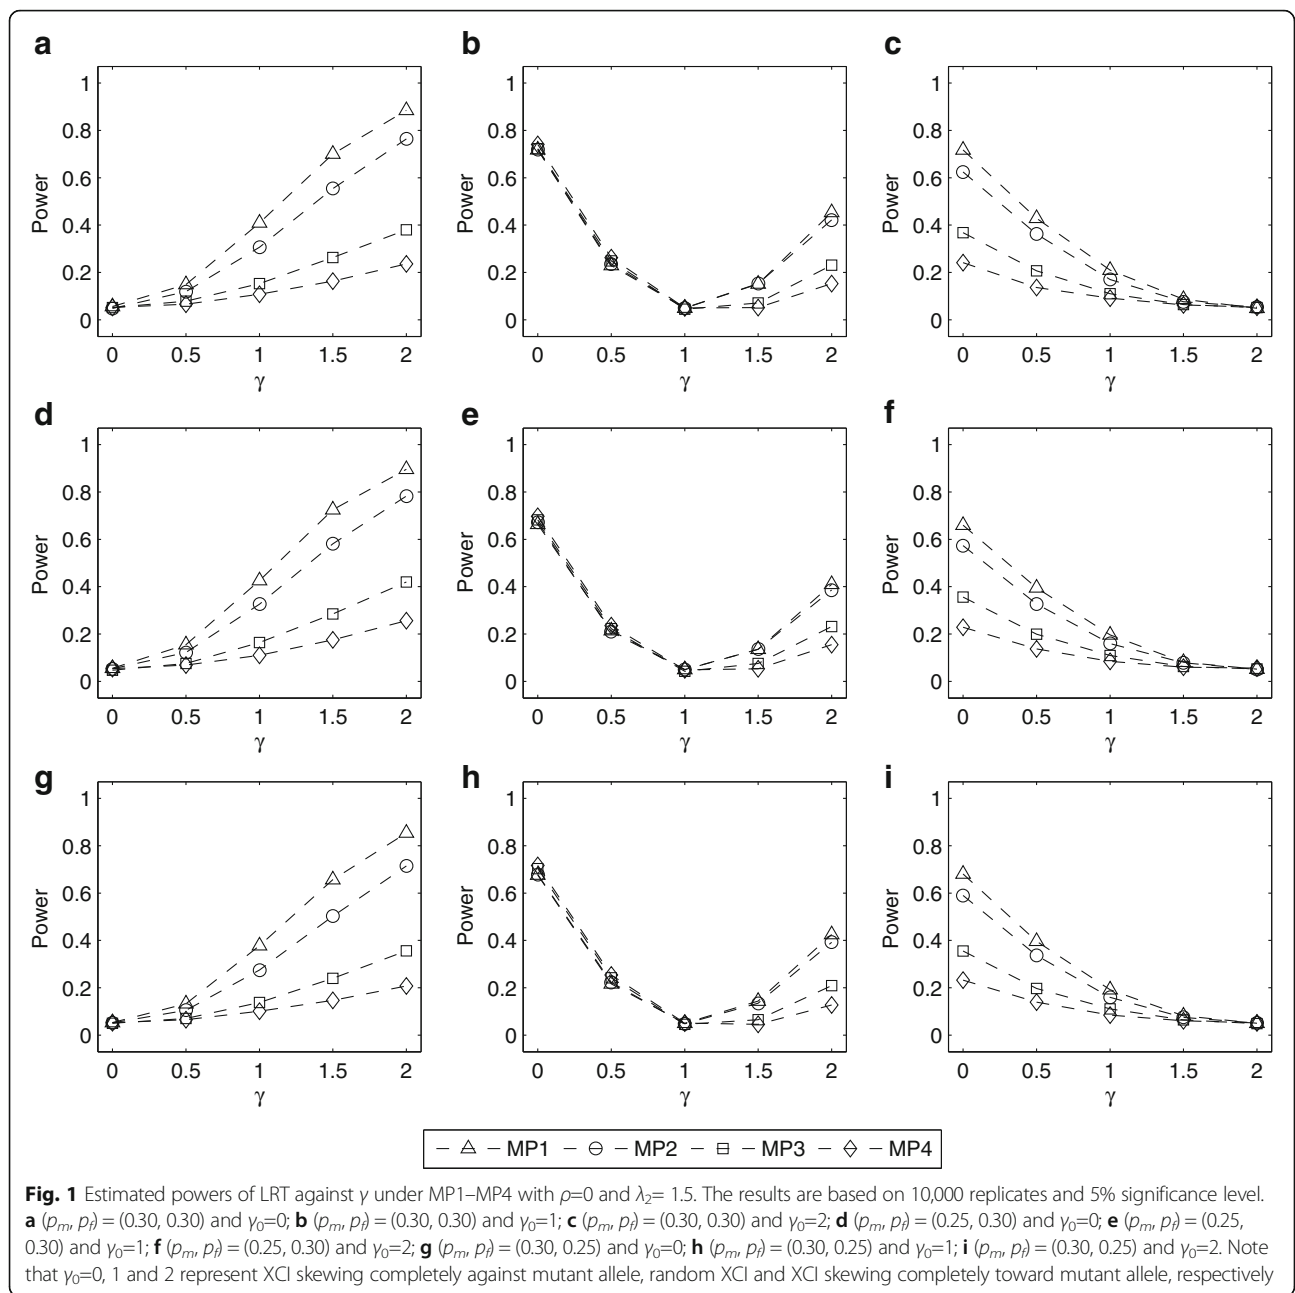 a
b
c
1
0.8
0.6
0.4
0.2
0
Power
0 0.5 1 1.5 2
γ
1
0.8
0.6
0.4
0.2
0
Power
0 0.5 1 1.5 2
γ
1
0.8
0.6
0.4
0.2
0
Power
0 0.5 1 1.5 2
γ
d
e
f
1
0.8
0.6
0.4
0.2
0
Power
0 0.5 1 1.5 2
γ
1
0.8
0.6
0.4
0.2
0
Power
0 0.5 1 1.5 2
γ
1
0.8
0.6
0.4
0.2
0
Power
0 0.5 1 1.5 2
γ
g
h
i
1
0.8
0.6
0.4
0.2
0
Power
0 0.5 1 1.5 2
γ
1
0.8
0.6
0.4
0.2
0
Power
0 0.5 1 1.5 2
γ
1
0.8
0.6
0.4
0.2
0
Power
0 0.5 1 1.5 2
γ
MP1 MP2 MP3 MP4
Fig. 1 Estimated powers of LRT against γ under MP1–MP4 with ρ=0 and λ₂= 1.5. The results are based on 10,000 replicates and 5% significance level.
a (pₘ, p_f) = (0.30, 0.30) and γ₀=0; b (pₘ, p_f) = (0.30, 0.30) and γ₀=1; c (pₘ, p_f) = (0.30, 0.30) and γ₀=2; d (pₘ, p_f) = (0.25, 0.30) and γ₀=0; e (pₘ, p_f) = (0.25,
0.30) and γ₀=1; f (pₘ, p_f) = (0.25, 0.30) and γ₀=2; g (pₘ, p_f) = (0.30, 0.25) and γ₀=0; h (pₘ, p_f) = (0.30, 0.25) and γ₀=1; i (pₘ, p_f) = (0.30, 0.25) and γ₀=2. Note
that γ₀=0, 1 and 2 represent XCI skewing completely against mutant allele, random XCI and XCI skewing completely toward mutant allele, respectively